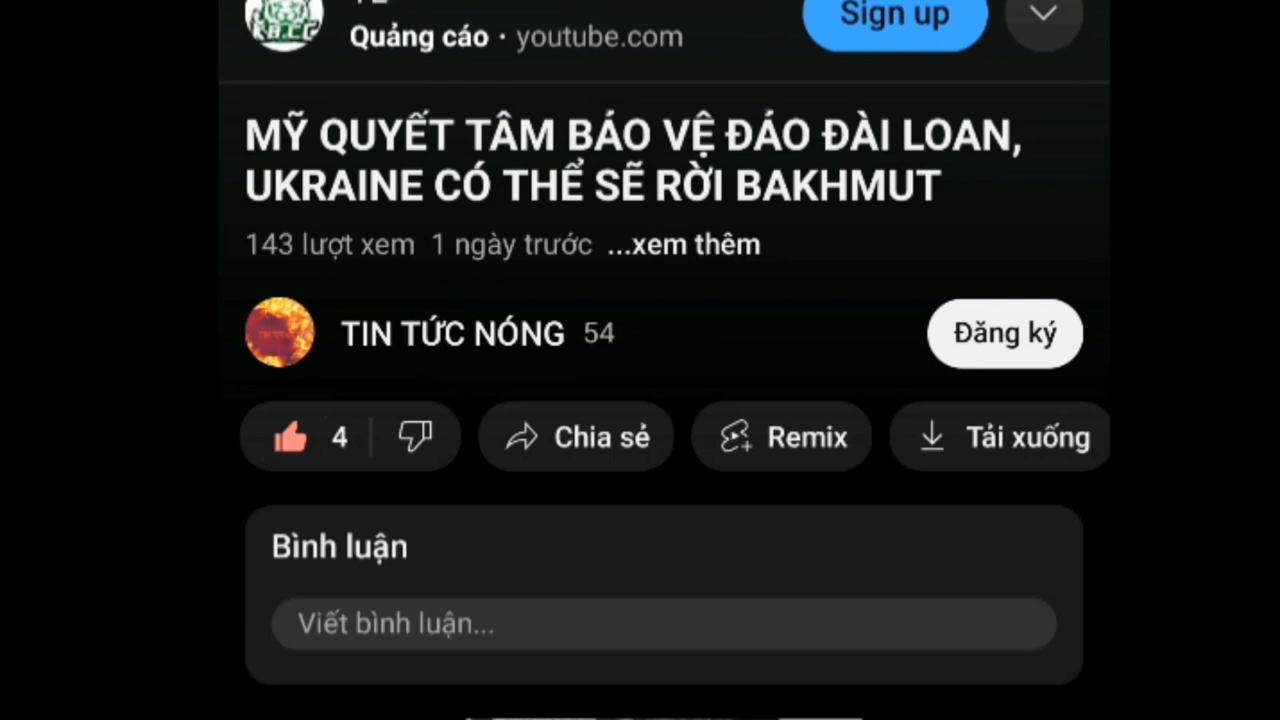 Sign up
Quảng cáo · youtube.com
MỸ QUYẾT TÂM BẢO VỆ ĐẢO ĐÀI LOAN,
UKRAINE CÓ THỂ SẼ RỜI BAKHMUT
143 lượt xem 1 ngày trước ...xem thêm
TIN TỨC NÓNG 54
Đăng ký
4 Chia sẻ Remix Tải xuống
Bình luận
Viết bình luận...